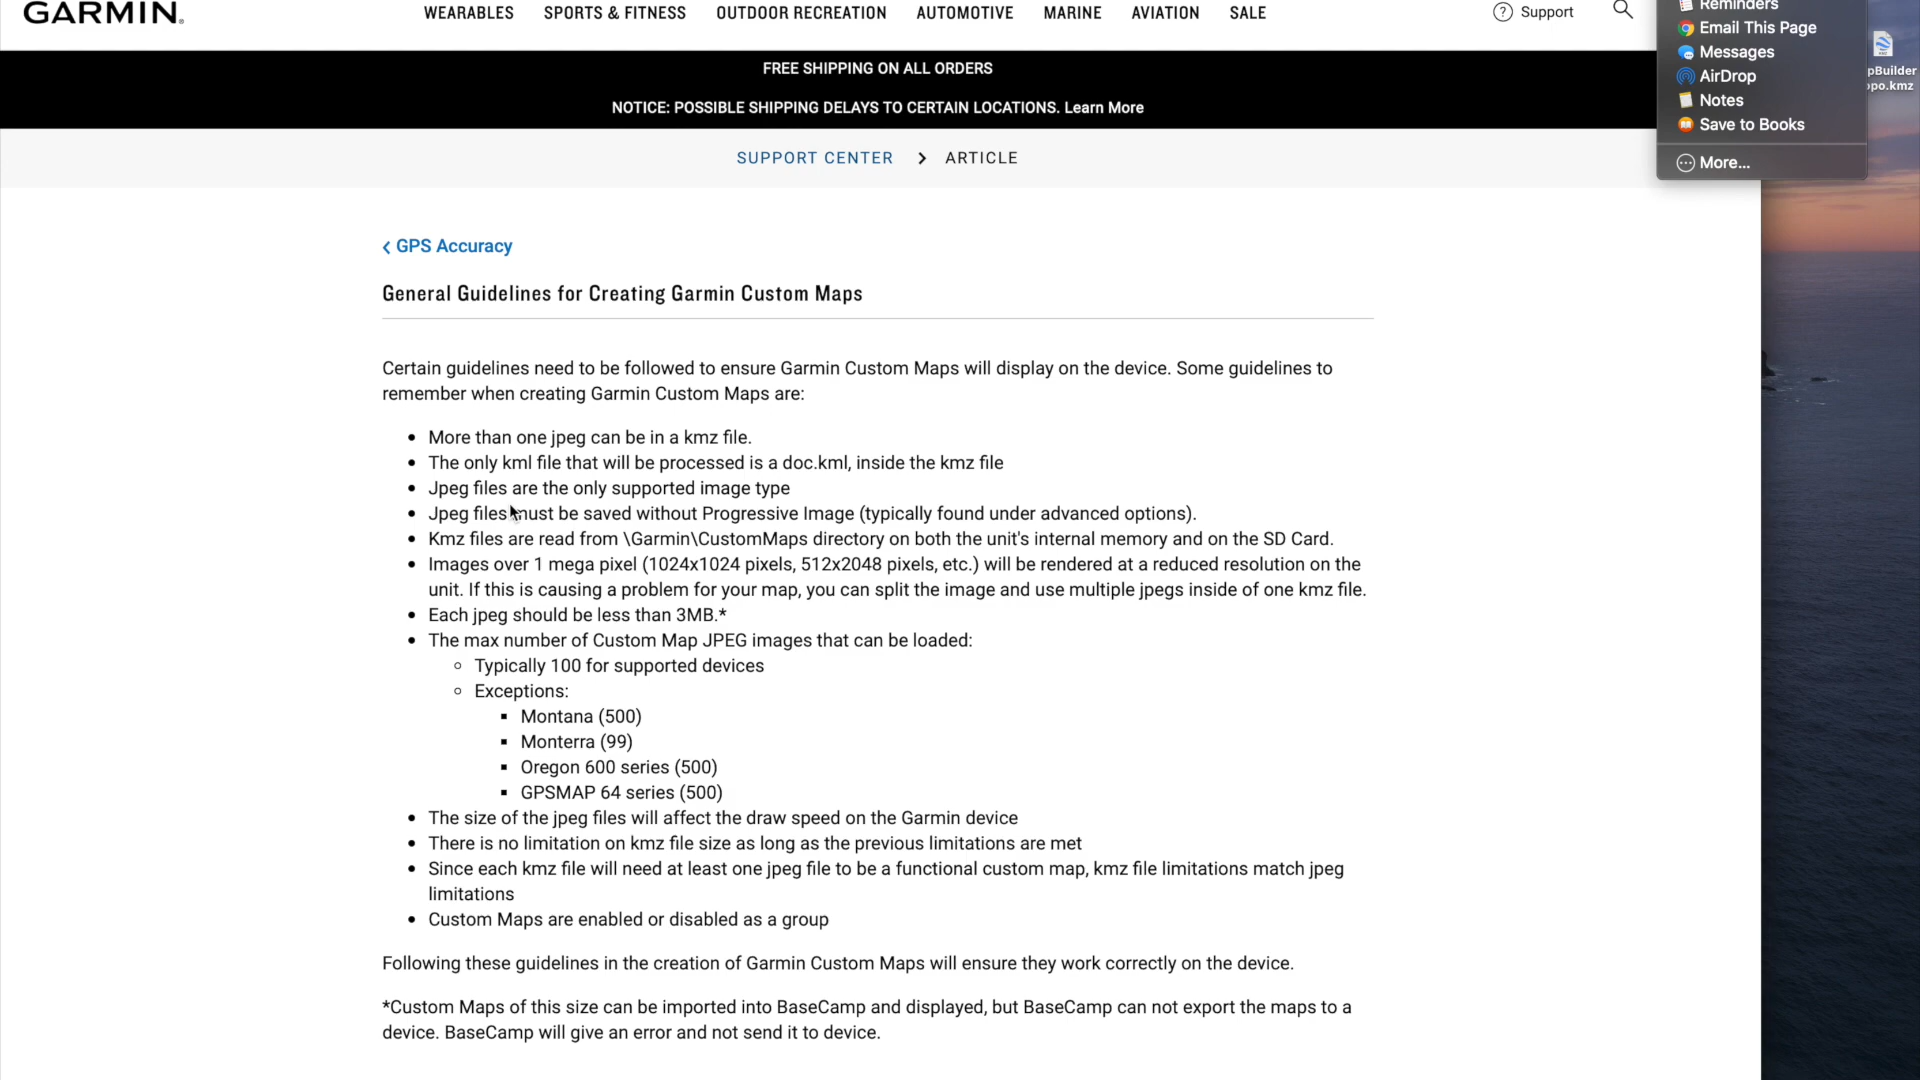 GARMIN
WEARABLES SPORTS & FITNESS OUTDOOR RECREATION AUTOMOTIVE MARINE AVIATION SALE
Support
FREE SHIPPING ON ALL ORDERS
NOTICE: POSSIBLE SHIPPING DELAYS TO CERTAIN LOCATIONS. Learn More
SUPPORT CENTER > ARTICLE
Reminders
Email This Page
Messages
AirDrop
Notes
Save to Books
More...
pBuilder
opo.kmz
< GPS Accuracy
General Guidelines for Creating Garmin Custom Maps
Certain guidelines need to be followed to ensure Garmin Custom Maps will display on the device. Some guidelines to
remember when creating Garmin Custom Maps are:
• More than one jpeg can be in a kmz file.
• The only kml file that will be processed is a doc.kml, inside the kmz file
• Jpeg files are the only supported image type
• Jpeg files must be saved without Progressive Image (typically found under advanced options).
• Kmz files are read from \Garmin\CustomMaps directory on both the unit's internal memory and on the SD Card.
• Images over 1 mega pixel (1024x1024 pixels, 512x2048 pixels, etc.) will be rendered at a reduced resolution on the
unit. If this is causing a problem for your map, you can split the image and use multiple jpegs inside of one kmz file.
• Each jpeg should be less than 3MB.*
• The max number of Custom Map JPEG images that can be loaded:
◦ Typically 100 for supported devices
◦ Exceptions:
▪ Montana (500)
▪ Monterra (99)
▪ Oregon 600 series (500)
▪ GPSMAP 64 series (500)
• The size of the jpeg files will affect the draw speed on the Garmin device
• There is no limitation on kmz file size as long as the previous limitations are met
• Since each kmz file will need at least one jpeg file to be a functional custom map, kmz file limitations match jpeg
limitations
• Custom Maps are enabled or disabled as a group
Following these guidelines in the creation of Garmin Custom Maps will ensure they work correctly on the device.
*Custom Maps of this size can be imported into BaseCamp and displayed, but BaseCamp can not export the maps to a
device. BaseCamp will give an error and not send it to device.